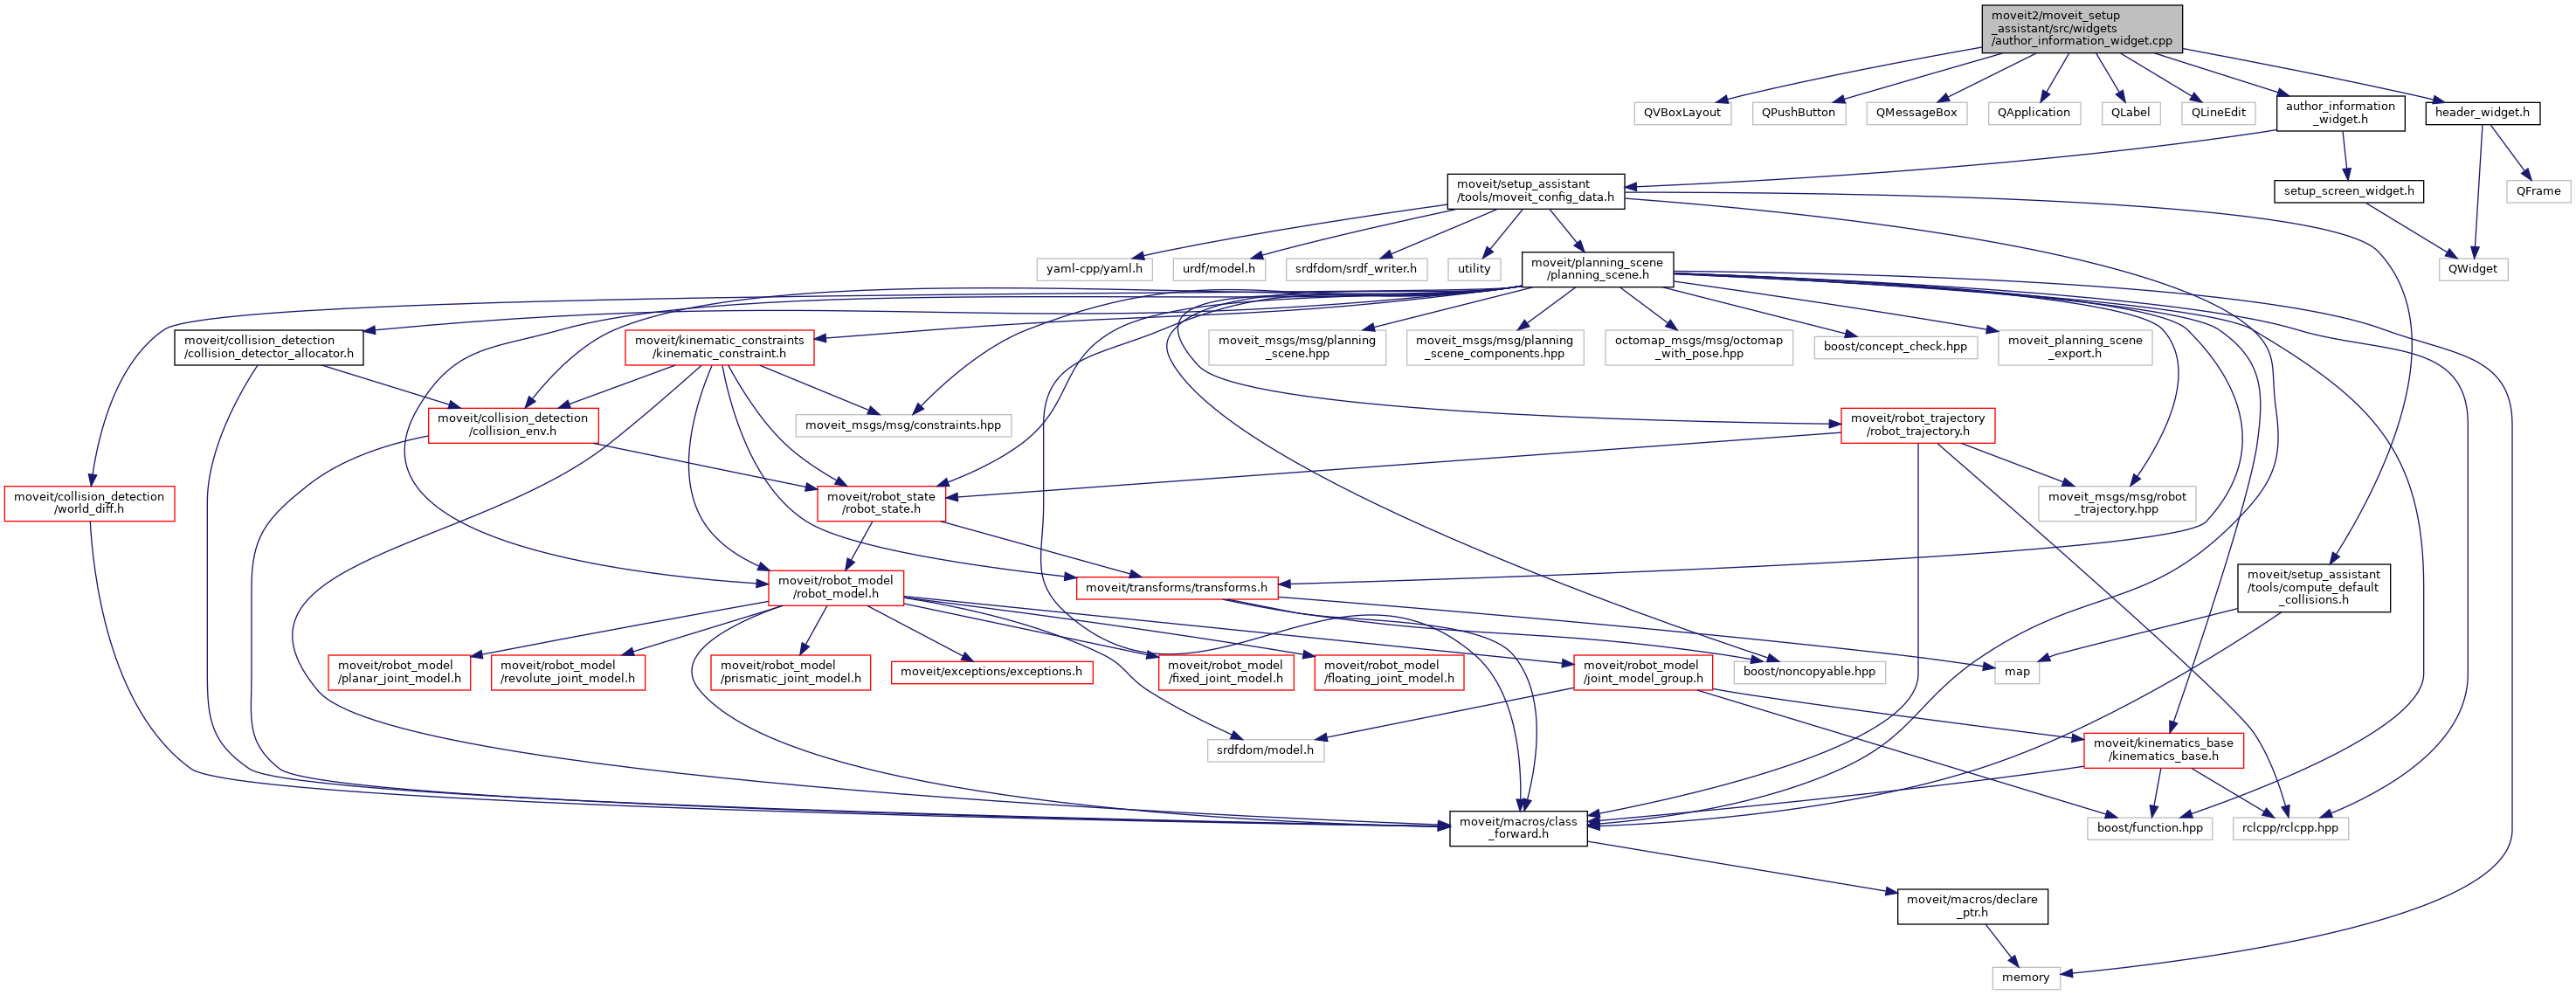 moveit2/moveit_setup
_assistant/src/widgets
/author_information_widget.cpp
QVBoxLayout
QPushButton
QMessageBox
QApplication
QLabel
QLineEdit
author_information
_widget.h
header_widget.h
moveit/setup_assistant
/tools/moveit_config_data.h
setup_screen_widget.h
QFrame
yaml-cpp/yaml.h
urdf/model.h
srdfdom/srdf_writer.h
utility
moveit/planning_scene
/planning_scene.h
QWidget
moveit/collision_detection
/collision_detector_allocator.h
moveit/kinematic_constraints
/kinematic_constraint.h
moveit_msgs/msg/planning
_scene.hpp
moveit_msgs/msg/planning
_scene_components.hpp
octomap_msgs/msg/octomap
_with_pose.hpp
boost/concept_check.hpp
moveit_planning_scene
_export.h
moveit/collision_detection
/collision_env.h
moveit_msgs/msg/constraints.hpp
moveit/robot_trajectory
/robot_trajectory.h
moveit/collision_detection
/world_diff.h
moveit/robot_state
/robot_state.h
moveit_msgs/msg/robot
_trajectory.hpp
moveit/robot_model
/robot_model.h
moveit/transforms/transforms.h
moveit/setup_assistant
/tools/compute_default
_collisions.h
moveit/robot_model
/planar_joint_model.h
moveit/robot_model
/revolute_joint_model.h
moveit/robot_model
/prismatic_joint_model.h
moveit/exceptions/exceptions.h
moveit/robot_model
/fixed_joint_model.h
moveit/robot_model
/floating_joint_model.h
moveit/robot_model
/joint_model_group.h
boost/noncopyable.hpp
map
srdfdom/model.h
moveit/kinematics_base
/kinematics_base.h
moveit/macros/class
_forward.h
boost/function.hpp
rclcpp/rclcpp.hpp
moveit/macros/declare
_ptr.h
memory